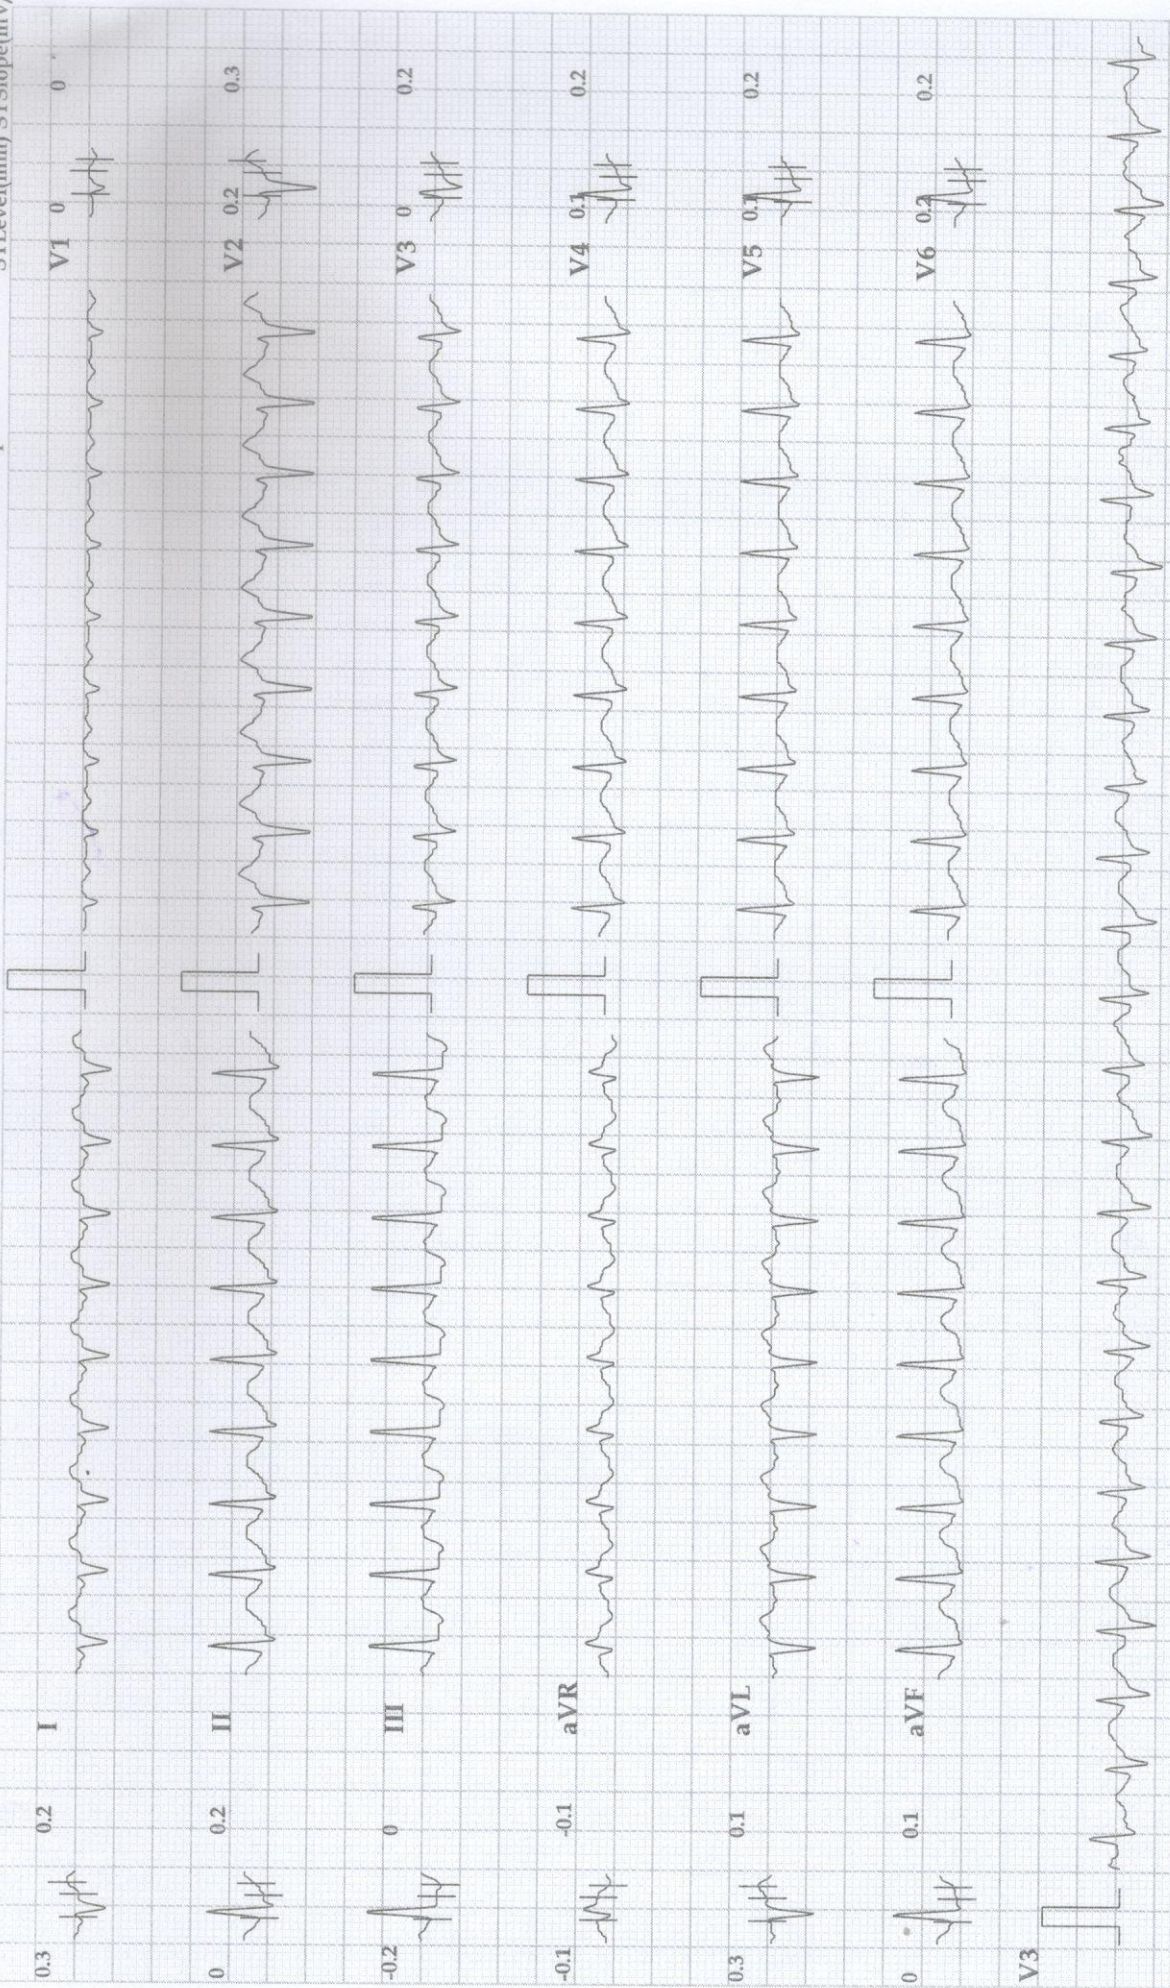 STLevel(mm) STSlope(mV/
0.3 0.2 I V1 0 0
0 0.2 II V2 0.2 0.3
-0.2 0 III V3 0 0.2
-0.1 -0.1 aVR V4 0.1 0.2
0.3 0.1 aVL V5 0.1 0.2
0 0.1 aVF V6 0.2 0.2
V3